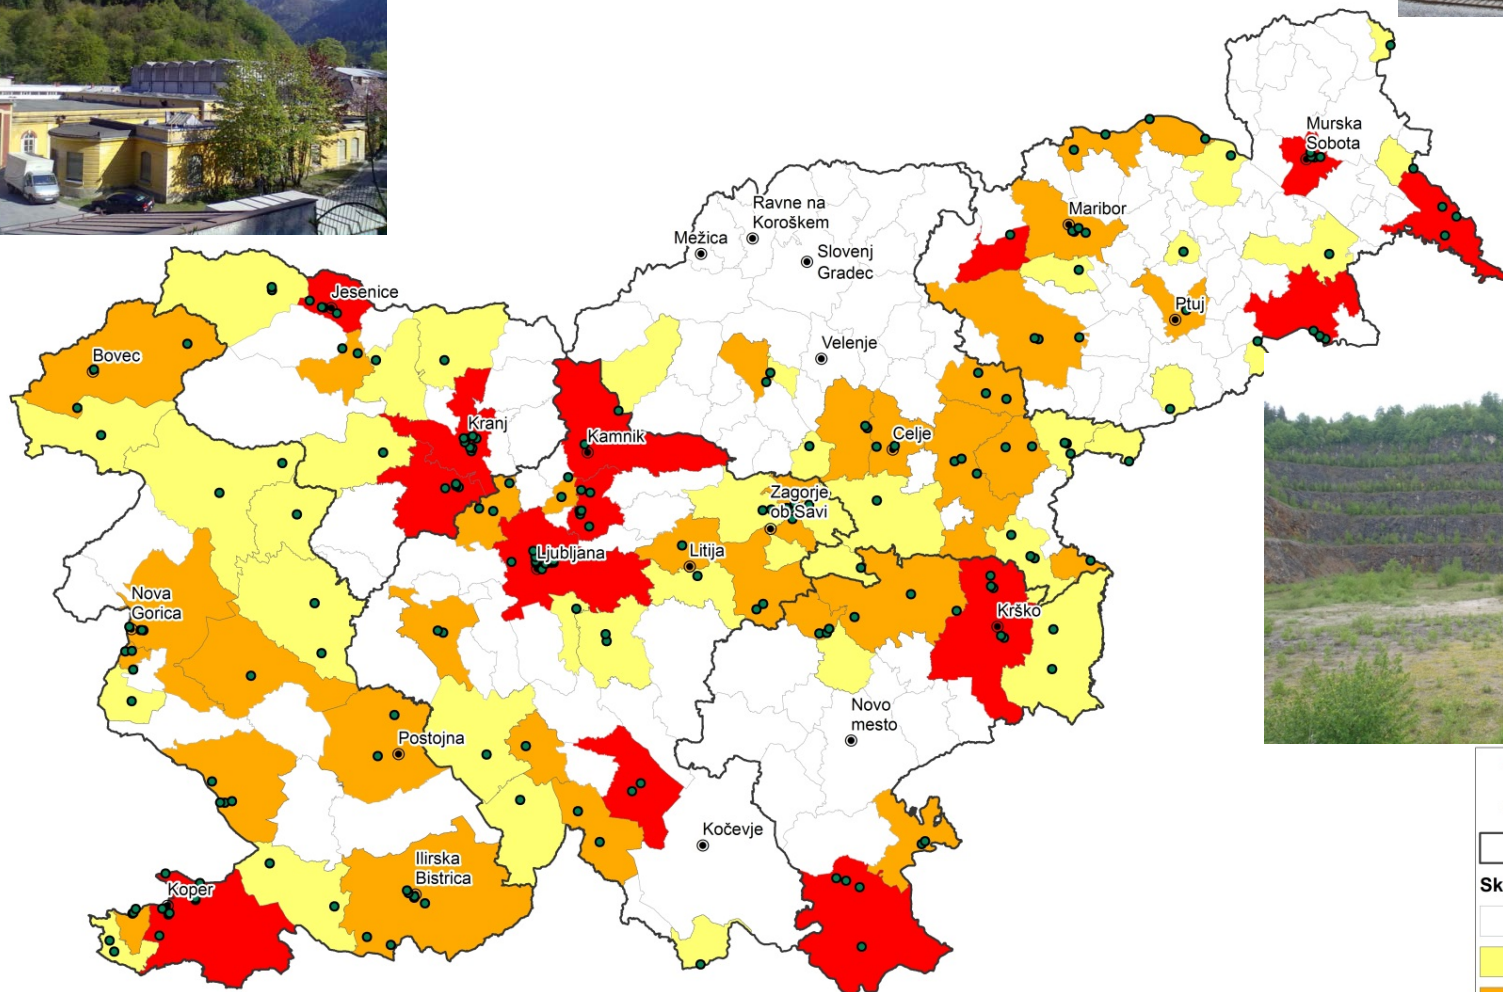 Murska
Sobota
Ravne na
Koroškem
Maribor
Mežica
Slovenj
Gradec
Jesenice
Ptuj
Bovec
Velenje
Kranj
Kamnik
Celje
Zagorje
ob Savi
Ljubljana
Litija
Nova
Gorica
Krško
Novo
mesto
Postojna
Kočevje
Ilirska
Bistrica
Koper
Sk